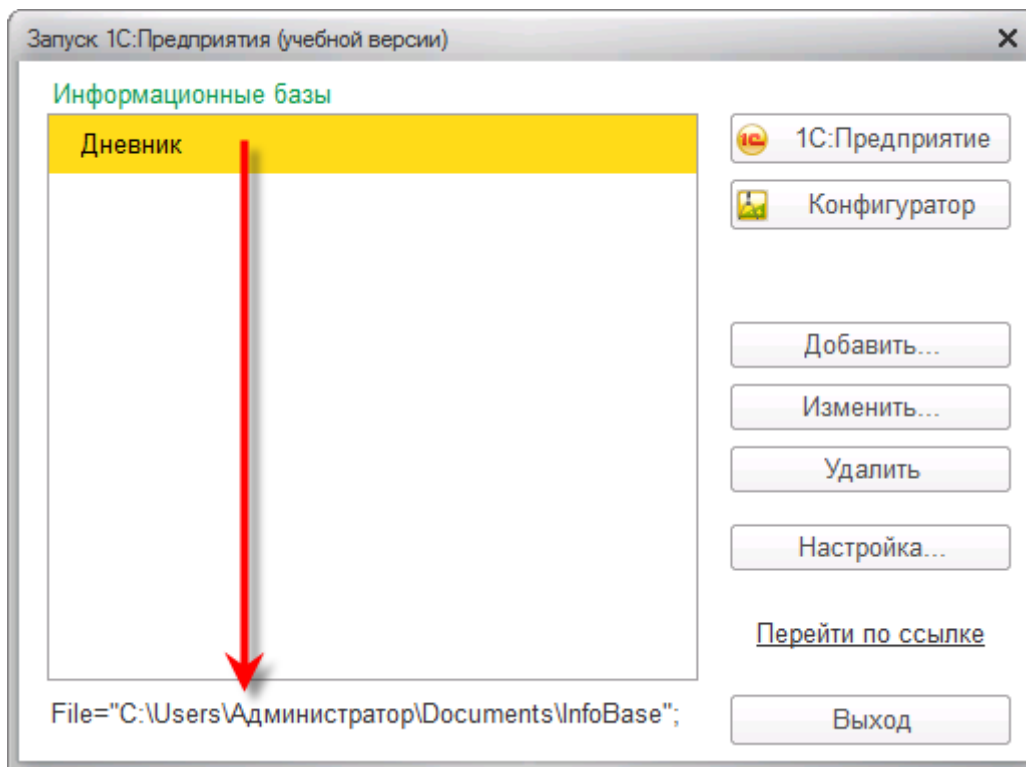 Запуск 1С:Предприятия (учебной версии)
Информационные базы
Дневник
1С:Предприятие
Конфигуратор
Добавить...
Изменить...
Удалить
Настройка...
Перейти по ссылке
File="C:\Users\Администратор\Documents\InfoBase";
Выход